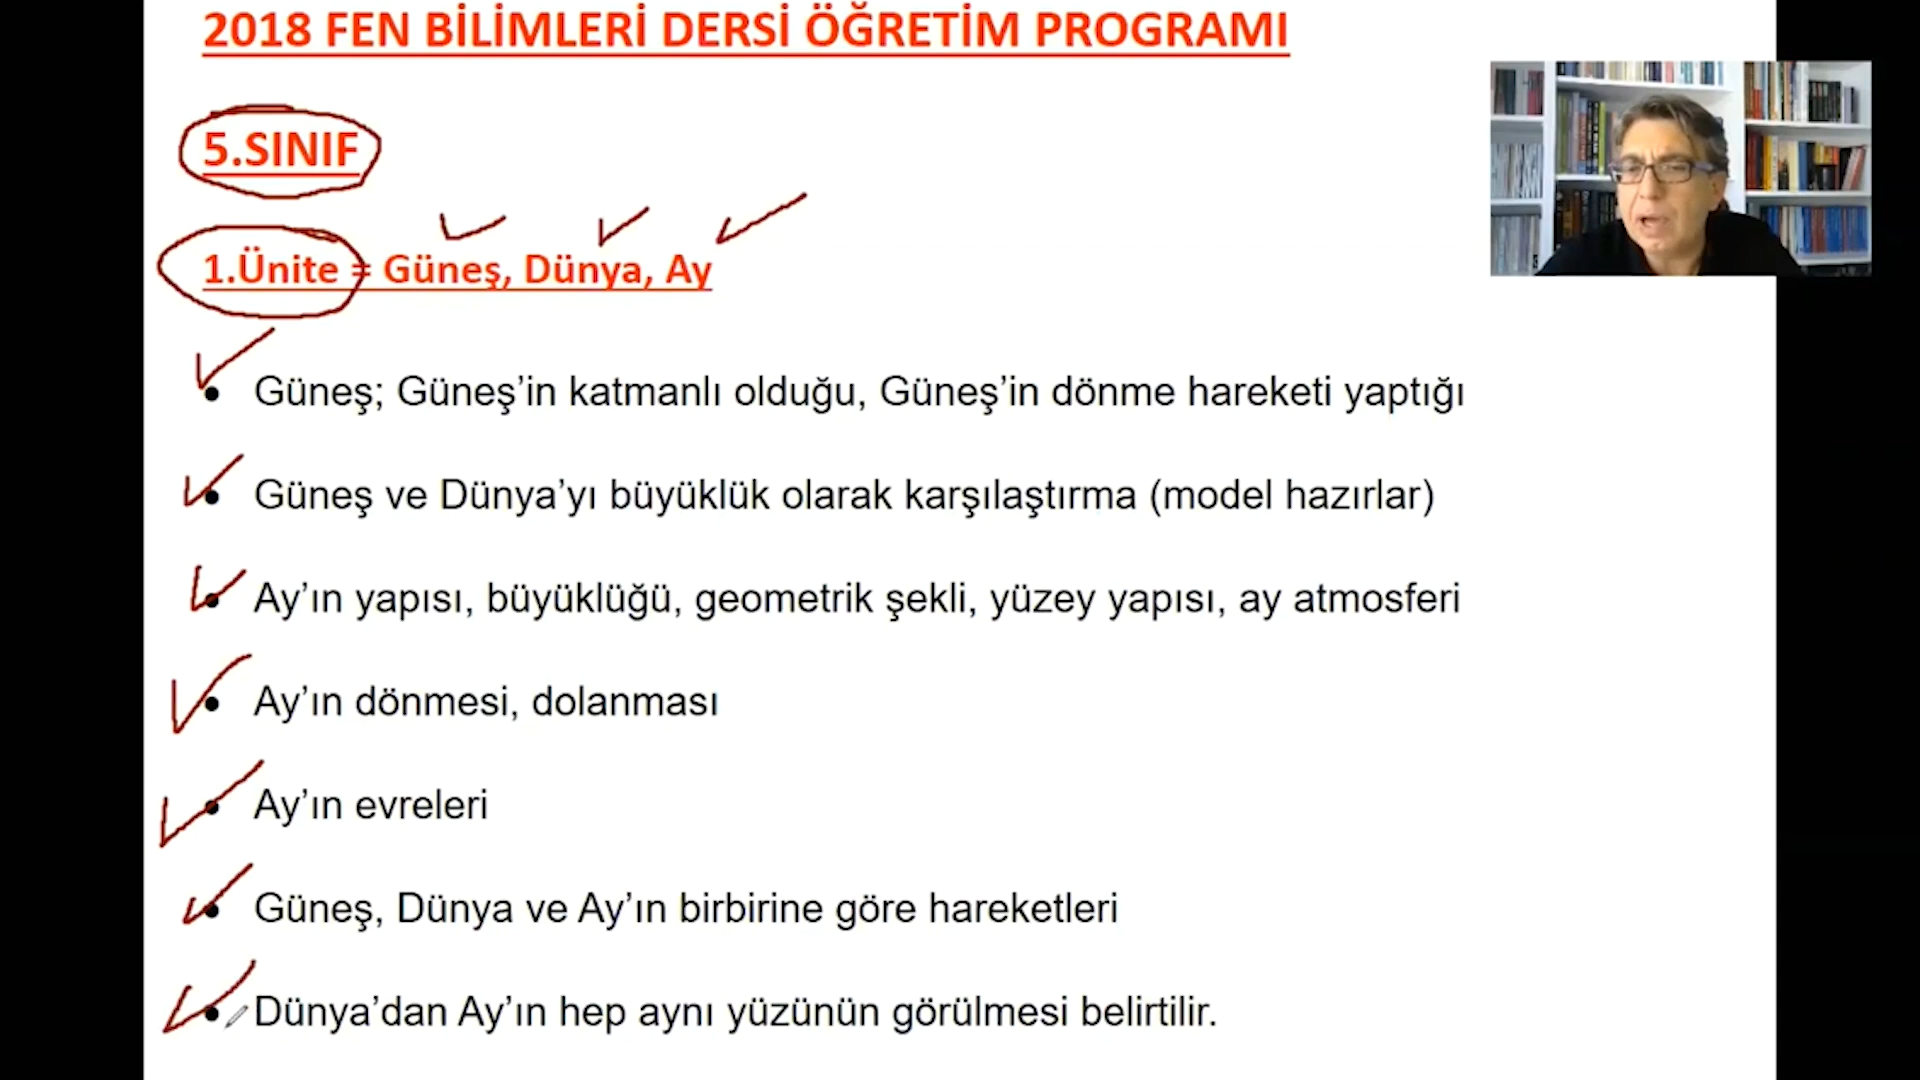 2018 FEN BİLİMLERİ DERSİ ÖĞRETİM PROGRAMI
5.SINIF
1.Ünite = Güneş, Dünya, Ay
• Güneş; Güneş’in katmanlı olduğu, Güneş’in dönme hareketi yaptığı
• Güneş ve Dünya’yı büyüklük olarak karşılaştırma (model hazırlar)
• Ay’ın yapısı, büyüklüğü, geometrik şekli, yüzey yapısı, ay atmosferi
• Ay’ın dönmesi, dolanması
• Ay’ın evreleri
• Güneş, Dünya ve Ay’ın birbirine göre hareketleri
• Dünya’dan Ay’ın hep aynı yüzünün görülmesi belirtilir.